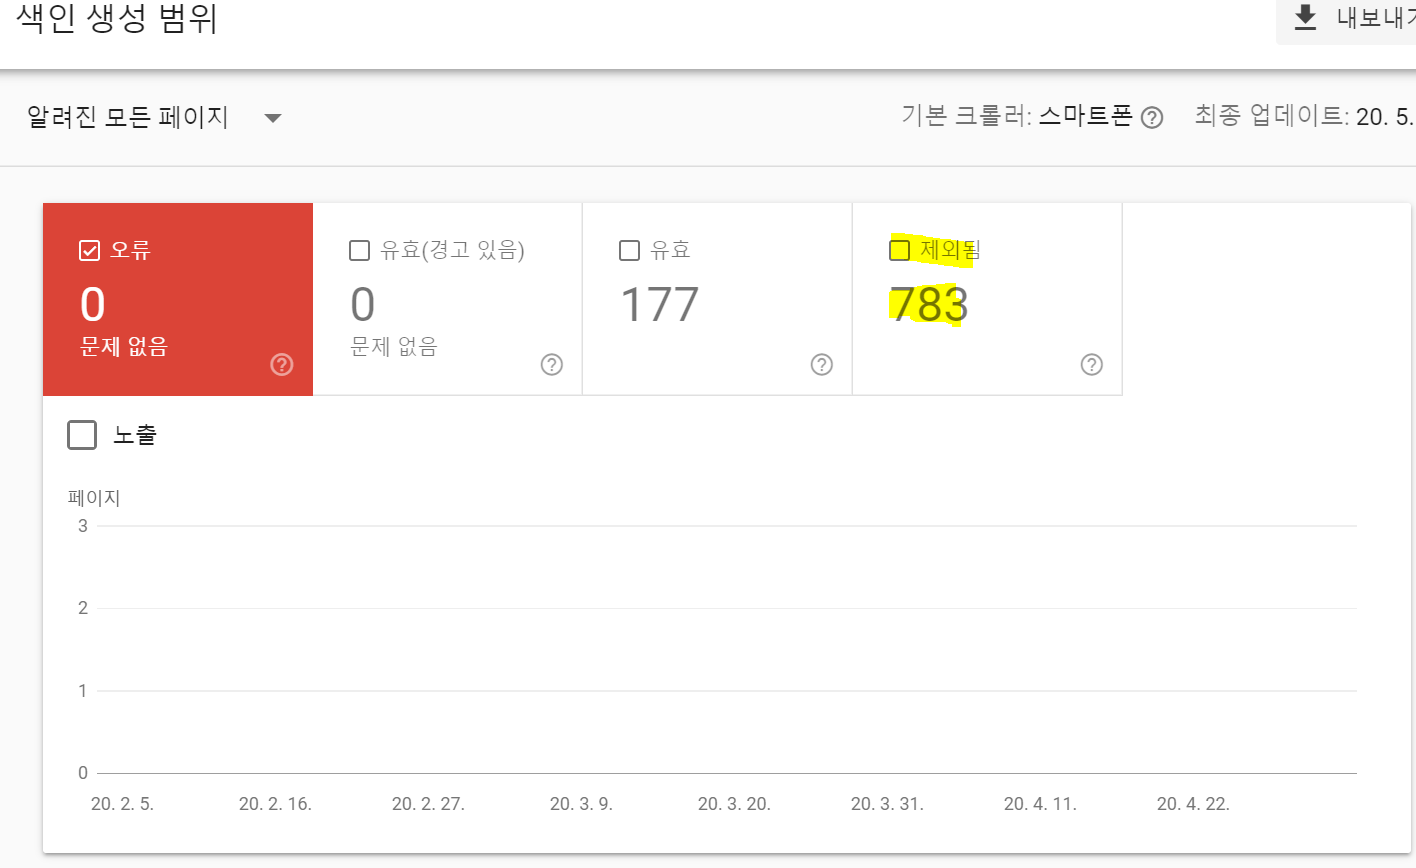 색인 생성 범위
내보내기
알려진 모든 페이지
기본 크롤러: 스마트폰
최종 업데이트: 20. 5.
오류
0
문제 없음
유효(경고 있음)
0
문제 없음
유효
177
제외됨
783
노출
페이지
3
2
1
0
20. 2. 5.
20. 2. 16.
20. 2. 27.
20. 3. 9.
20. 3. 20.
20. 3. 31.
20. 4. 11.
20. 4. 22.